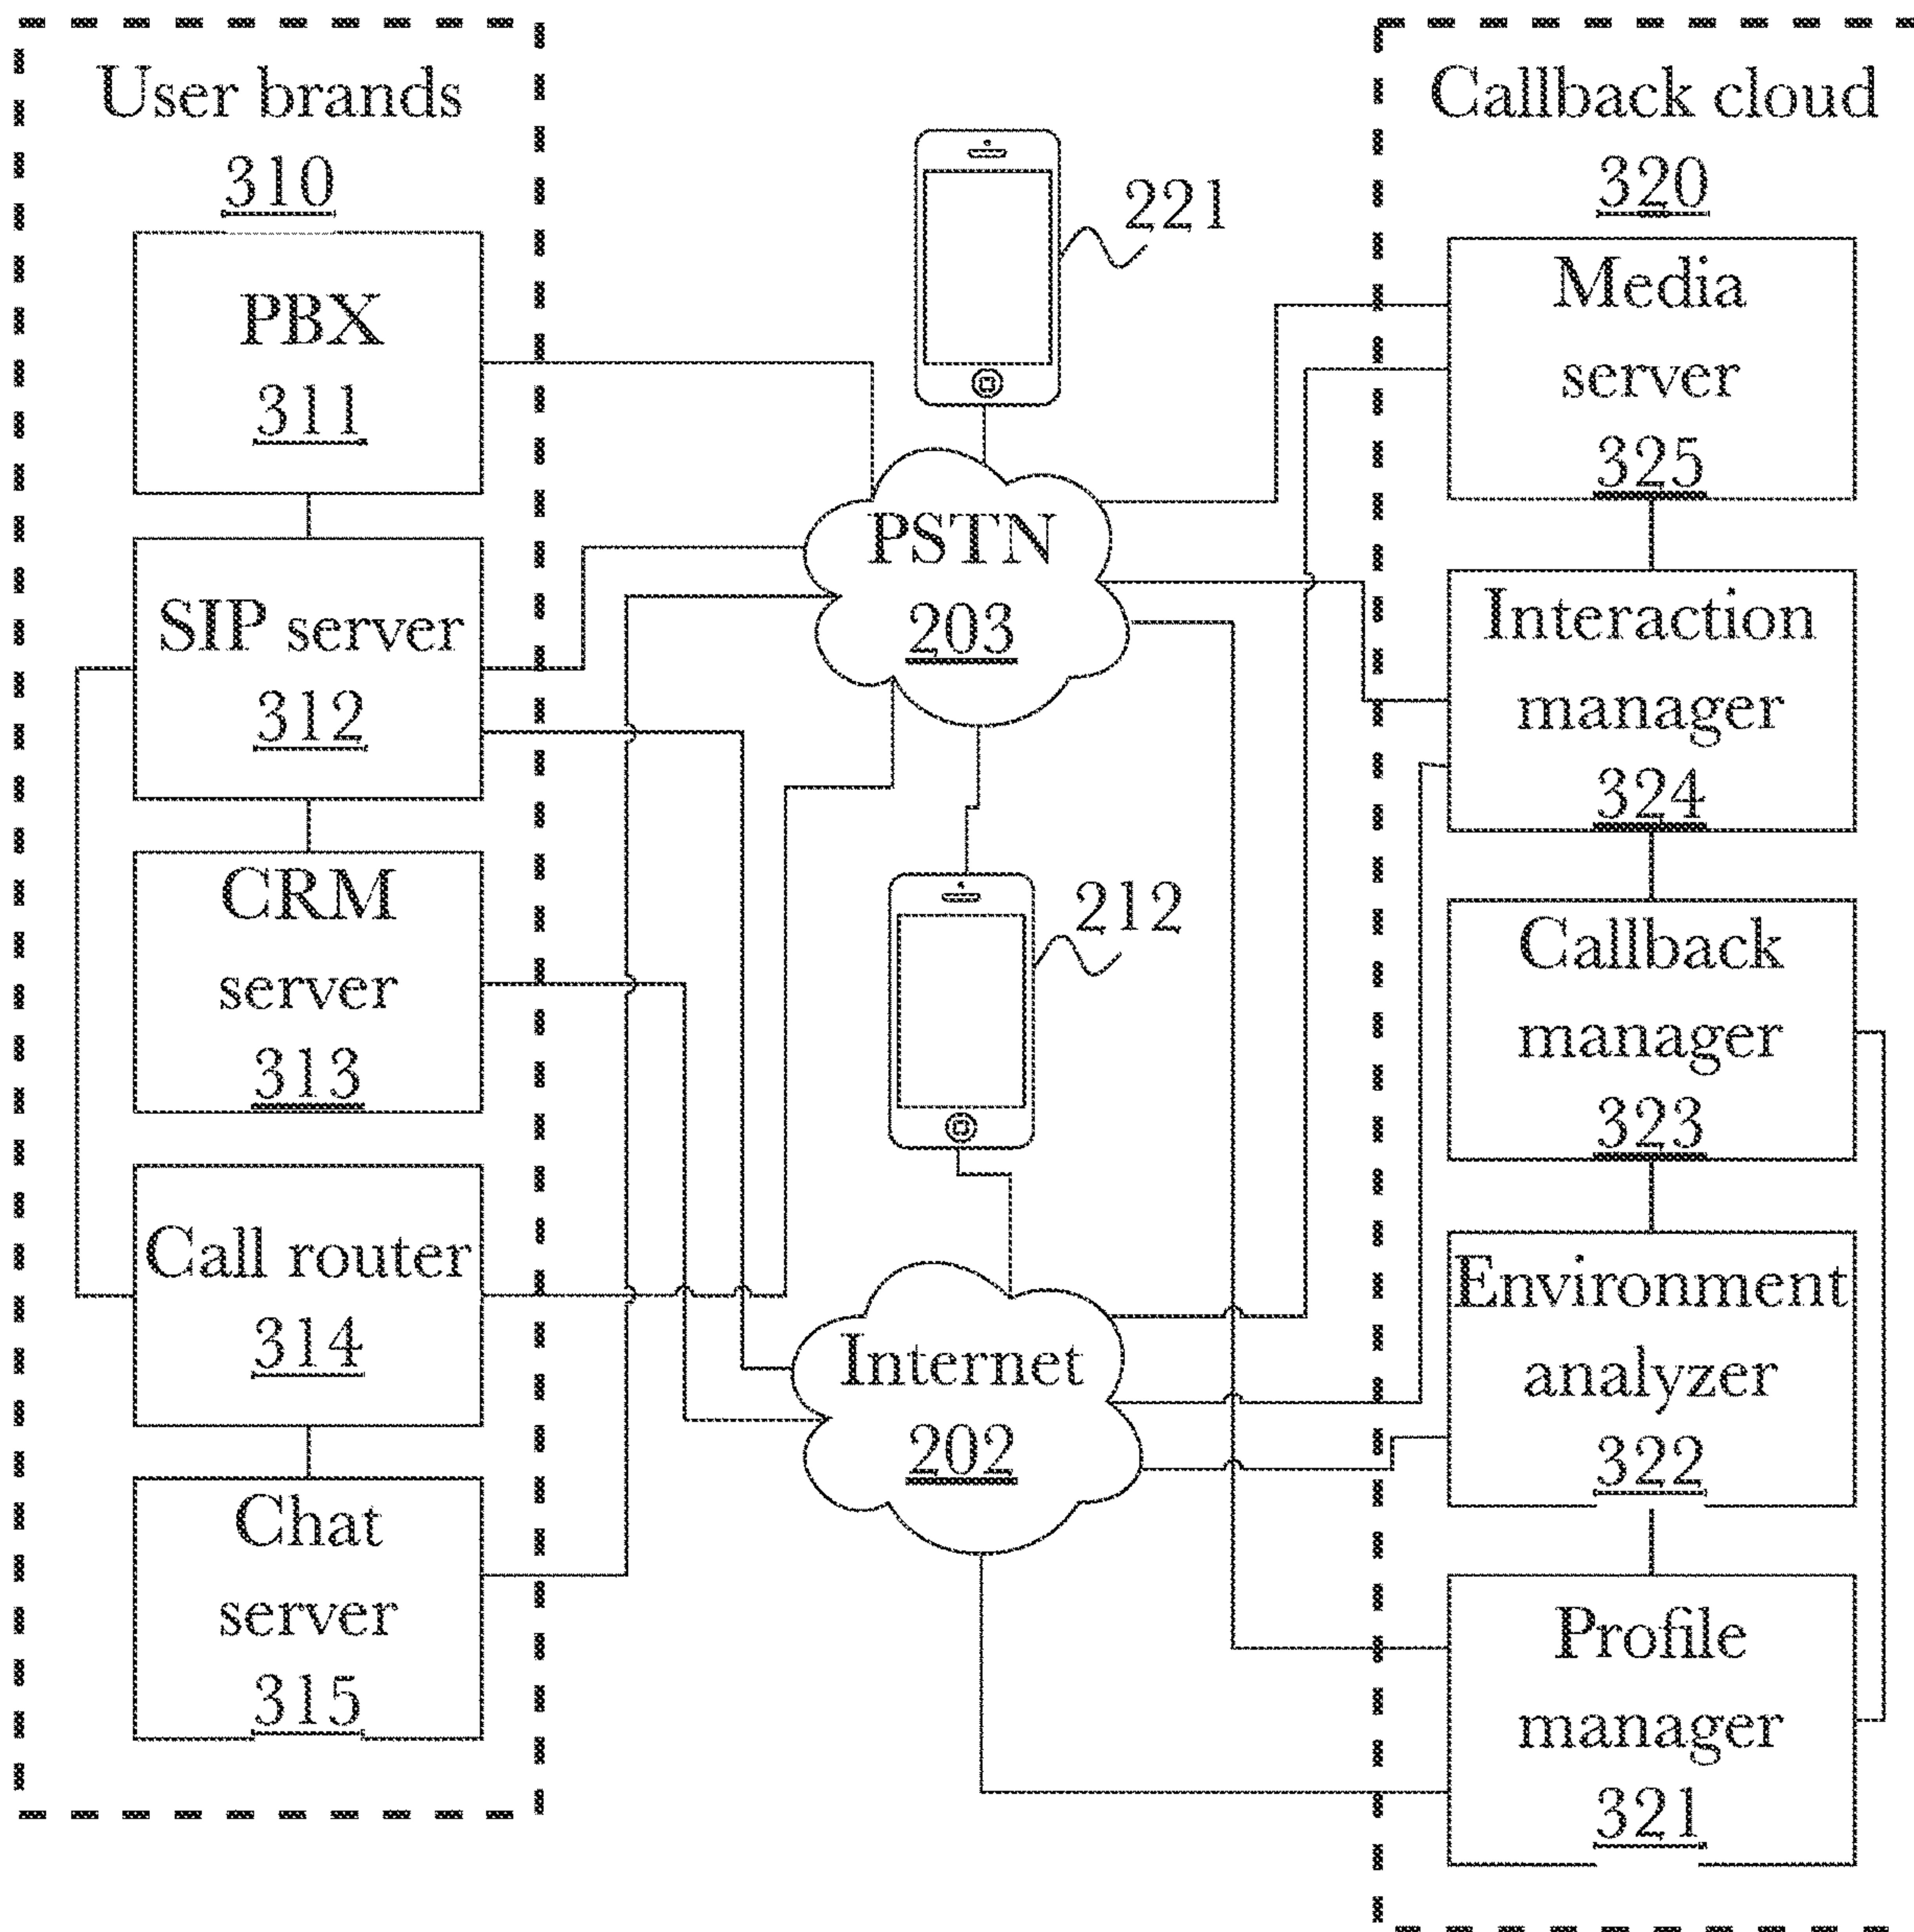 User brands
310
PBX
311
SIP server
312
CRM
server
313
Call router
314
Chat
server
315
221
PSTN
203
212
Internet
202
Callback cloud
320
Media
server
325
Interaction
manager
324
Callback
manager
323
Environment
analyzer
322
Profile
manager
321